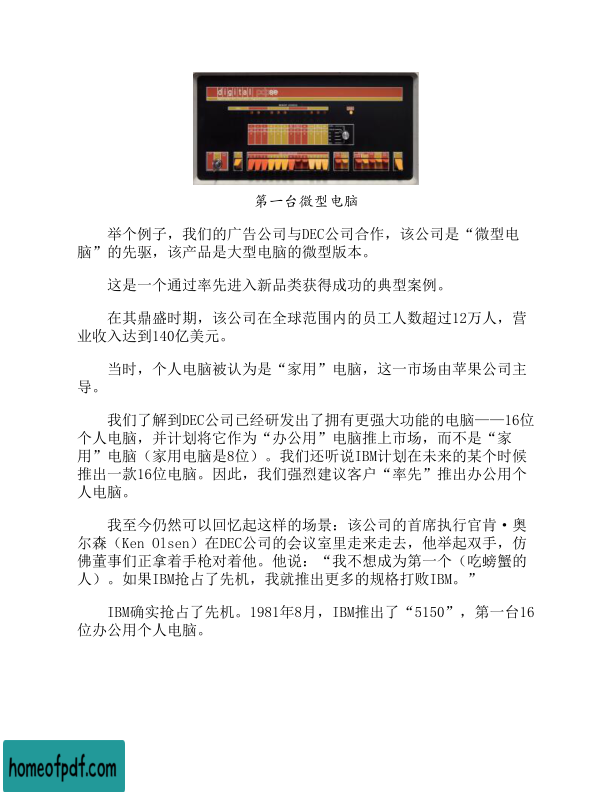 digital pdp8e
第一台微型电脑
举个例子，我们的广告公司与DEC公司合作，该公司是“微型电
脑”的先驱，该产品是大型电脑的微型版本。
这是一个通过率先进入新品类获得成功的典型案例。
在其鼎盛时期，该公司在全球范围内的员工人数超过12万人，营
业收入达到140亿美元。
当时，个人电脑被认为是“家用”电脑，这一市场由苹果公司主
导。
我们了解到DEC公司已经研发出了拥有更强大功能的电脑——16位
个人电脑，并计划将它作为“办公用”电脑推上市场，而不是“家
用”电脑（家用电脑是8位）。我们还听说IBM计划在未来的某个时候
推出一款16位电脑。因此，我们强烈建议客户“率先”推出办公用个
人电脑。
我至今仍然可以回忆起这样的场景：该公司的首席执行官肯·奥
尔森（Ken Olsen）在DEC公司的会议室里走来走去，他举起双手，仿
佛董事们正拿着手枪对着他。他说：“我不想成为第一个（吃螃蟹的
人）。如果IBM抢占了先机，我就推出更多的规格打败IBM。”
IBM确实抢占了先机。1981年8月，IBM推出了“5150”，第一台16
位办公用个人电脑。
homeofpdf.com